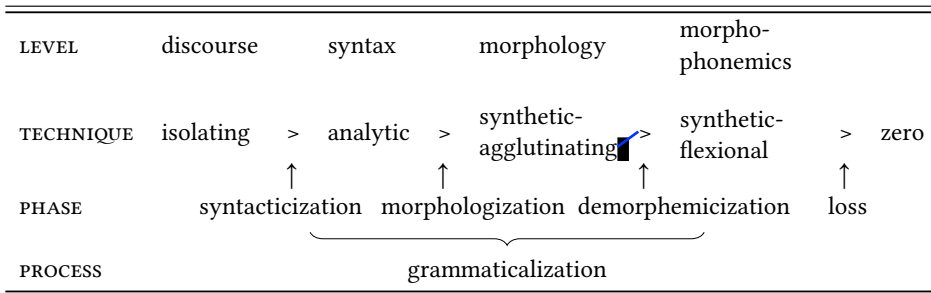 LEVEL discourse syntax morphology morpho-
phonemics
TECHNIQUE isolating > analytic > synthetic-
agglutinating > synthetic-
flexional > zero
↑ ↑ ↑ ↑
PHASE syntacticization morphologization demorphemicization loss
PROCESS grammaticalization